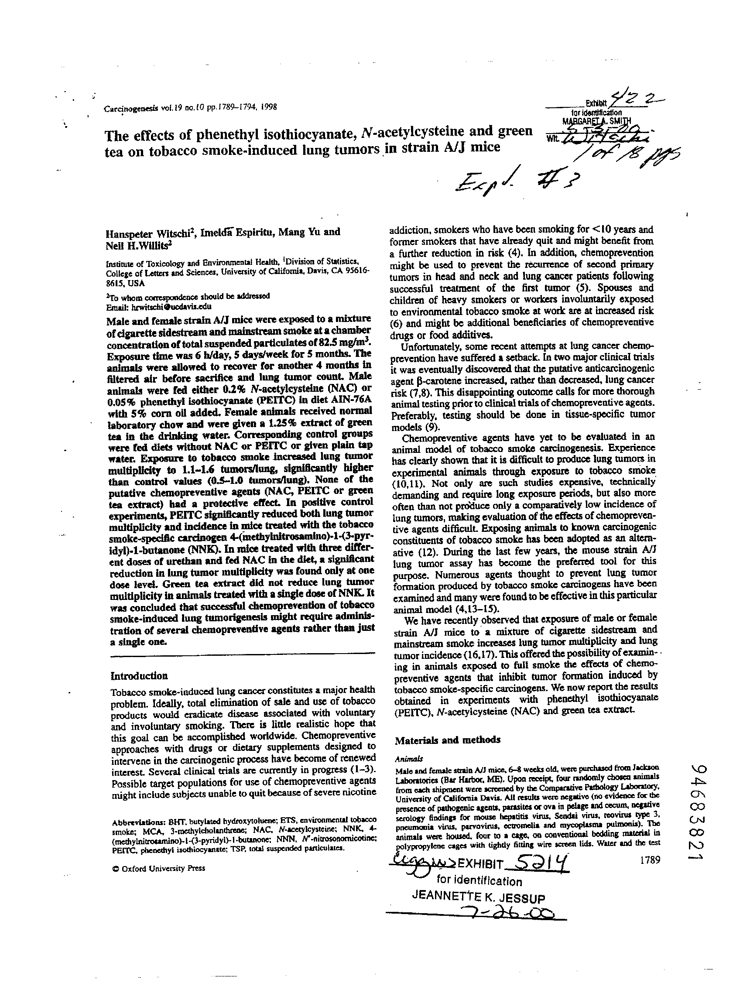 Carcinogenesis vol.19 no.10 pp.1789–1794, 1998
Exhibit 422
for identification
MARGARET A. SMITH
Wit.
1 of 18 pgs
The effects of phenethyl isothiocyanate, N-acetylcysteine and green
tea on tobacco smoke-induced lung tumors in strain A/J mice
Expl. #3
Hanspeter Witschi², Imelda Espiritu, Mang Yu and
Neil H.Willits²
Institute of Toxicology and Environmental Health, ¹Division of Statistics,
College of Letters and Sciences, University of California, Davis, CA 95616-
8615, USA
²To whom correspondence should be addressed
Email: hrwitschi@ucdavis.edu
Male and female strain A/J mice were exposed to a mixture
of cigarette sidestream and mainstream smoke at a chamber
concentration of total suspended particulates of 82.5 mg/m³.
Exposure time was 6 h/day, 5 days/week for 5 months. The
animals were allowed to recover for another 4 months in
filtered air before sacrifice and lung tumor count. Male
animals were fed either 0.2% N-acetylcysteine (NAC) or
0.05% phenethyl isothiocyanate (PEITC) in diet AIN-76A
with 5% corn oil added. Female animals received normal
laboratory chow and were given a 1.25% extract of green
tea in the drinking water. Corresponding control groups
were fed diets without NAC or PEITC or given plain tap
water. Exposure to tobacco smoke increased lung tumor
multiplicity to 1.1–1.6 tumors/lung, significantly higher
than control values (0.5–1.0 tumors/lung). None of the
putative chemopreventive agents (NAC, PEITC or green
tea extract) had a protective effect. In positive control
experiments, PEITC significantly reduced both lung tumor
multiplicity and incidence in mice treated with the tobacco
smoke-specific carcinogen 4-(methylnitrosamino)-1-(3-pyr-
idyl)-1-butanone (NNK). In mice treated with three differ-
ent doses of urethan and fed NAC in the diet, a significant
reduction in lung tumor multiplicity was found only at one
dose level. Green tea extract did not reduce lung tumor
multiplicity in animals treated with a single dose of NNK. It
was concluded that successful chemoprevention of tobacco
smoke-induced lung tumorigenesis might require adminis-
tration of several chemopreventive agents rather than just
a single one.
Introduction
Tobacco smoke-induced lung cancer constitutes a major health
problem. Ideally, total elimination of sale and use of tobacco
products would eradicate disease associated with voluntary
and involuntary smoking. There is little realistic hope that
this goal can be accomplished worldwide. Chemopreventive
approaches with drugs or dietary supplements designed to
intervene in the carcinogenic process have become of renewed
interest. Several clinical trials are currently in progress (1–3).
Possible target populations for use of chemopreventive agents
might include subjects unable to quit because of severe nicotine
Abbreviations: BHT, butylated hydroxytoluene; ETS, environmental tobacco
smoke; MCA, 3-methylcholanthrene; NAC, N-acetylcysteine; NNK, 4-
(methylnitrosamino)-1-(3-pyridyl)-1-butanone; NNN, N′-nitrosonornicotine;
PEITC, phenethyl isothiocyanate; TSP, total suspended particulates.
© Oxford University Press
addiction, smokers who have been smoking for <10 years and
former smokers that have already quit and might benefit from
a further reduction in risk (4). In addition, chemoprevention
might be used to prevent the recurrence of second primary
tumors in head and neck and lung cancer patients following
successful treatment of the first tumor (5). Spouses and
children of heavy smokers or workers involuntarily exposed
to environmental tobacco smoke at work are at increased risk
(6) and might be additional beneficiaries of chemopreventive
drugs or food additives.
Unfortunately, some recent attempts at lung cancer chemo-
prevention have suffered a setback. In two major clinical trials
it was eventually discovered that the putative anticarcinogenic
agent β-carotene increased, rather than decreased, lung cancer
risk (7,8). This disappointing outcome calls for more thorough
animal testing prior to clinical trials of chemopreventive agents.
Preferably, testing should be done in tissue-specific tumor
models (9).
Chemopreventive agents have yet to be evaluated in an
animal model of tobacco smoke carcinogenesis. Experience
has clearly shown that it is difficult to produce lung tumors in
experimental animals through exposure to tobacco smoke
(10,11). Not only are such studies expensive, technically
demanding and require long exposure periods, but also more
often than not produce only a comparatively low incidence of
lung tumors, making evaluation of the effects of chemopreven-
tive agents difficult. Exposing animals to known carcinogenic
constituents of tobacco smoke has been adopted as an altern-
ative (12). During the last few years, the mouse strain A/J
lung tumor assay has become the preferred tool for this
purpose. Numerous agents thought to prevent lung tumor
formation produced by tobacco smoke carcinogens have been
examined and many were found to be effective in this particular
animal model (4,13–15).
We have recently observed that exposure of male or female
strain A/J mice to a mixture of cigarette sidestream and
mainstream smoke increases lung tumor multiplicity and lung
tumor incidence (16,17). This offered the possibility of examin-
ing in animals exposed to full smoke the effects of chemo-
preventive agents that inhibit tumor formation induced by
tobacco smoke-specific carcinogens. We now report the results
obtained in experiments with phenethyl isothiocyanate
(PEITC), N-acetylcysteine (NAC) and green tea extract.
Materials and methods
Animals
Male and female strain A/J mice, 6–8 weeks old, were purchased from Jackson
Laboratories (Bar Harbor, ME). Upon receipt, four randomly chosen animals
from each shipment were screened by the Comparative Pathology Laboratory,
University of California Davis. All results were negative (no evidence for the
presence of pathogenic agents, parasites or ova in pelage and cecum, negative
serology findings for mouse hepatitis virus, Sendai virus, reovirus type 3,
pneumonia virus, parvovirus, ectromelia and mycoplasma pulmonis). The
animals were housed, four to a cage, on conventional bedding material in
polypropylene cages with tightly fitting wire screen lids. Water and the test
1789
EXHIBIT 5214
for identification
JEANNETTE K. JESSUP
7-26-00
94683821